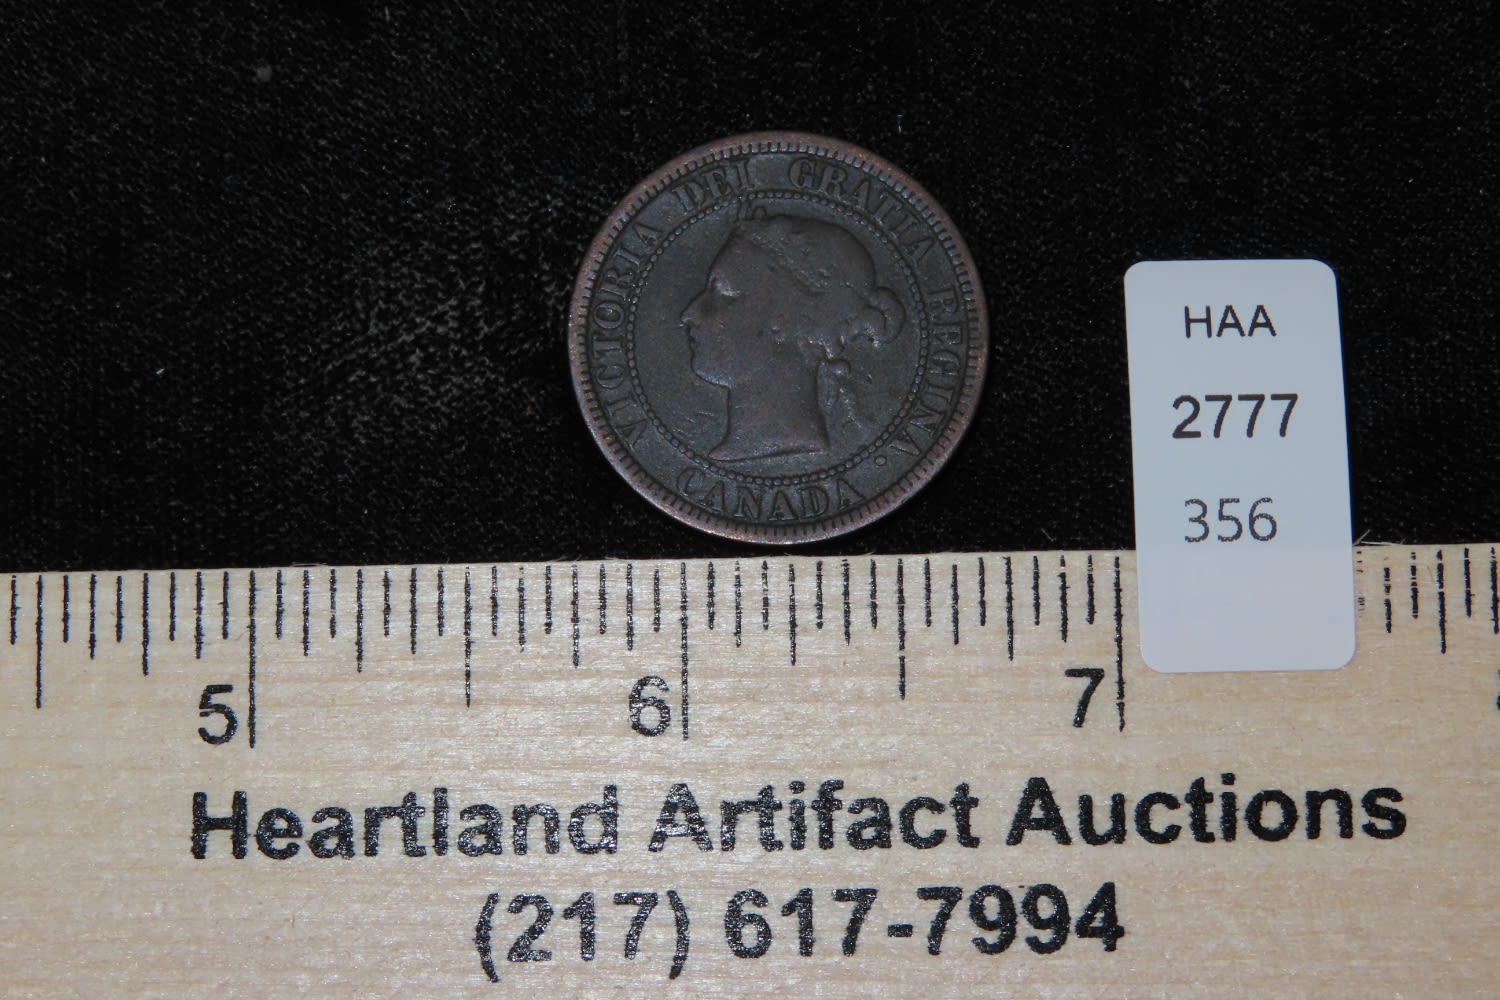 VICTORIA DEI GRATIA REGINA.
CANADA
HAA
2777
356
5 6 7
Heartland Artifact Auctions
(217) 617-7994